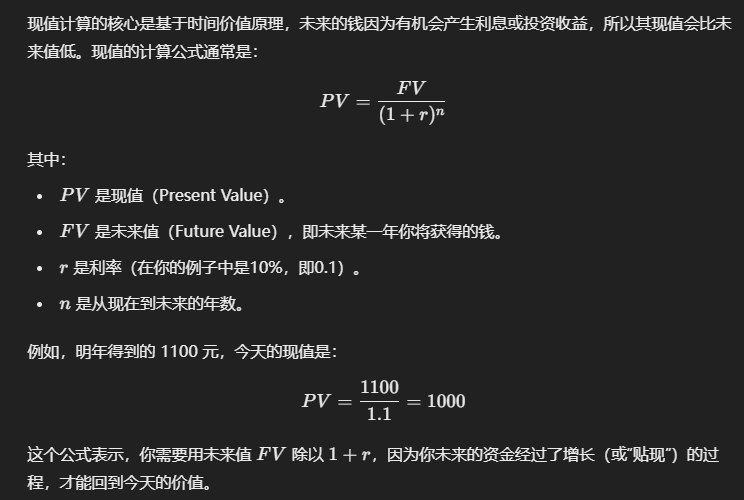 现值计算的核心是基于时间价值原理，未来的钱因为有机会产生利息或投资收益，所以其现值会比未
来值低。现值的计算公式通常是：
PV = FV / (1 + r)^n
其中：
• PV 是现值（Present Value）。
• FV 是未来值（Future Value），即未来某一年你将获得的钱。
• r 是利率（在你的例子中是10%，即0.1）。
• n 是从现在到未来的年数。
例如，明年得到的 1100 元，今天的现值是：
PV = 1100 / 1.1 = 1000
这个公式表示，你需要用未来值 FV 除以 1 + r，因为你未来的资金经过了增长（或“贴现”）的过
程，才能回到今天的价值。